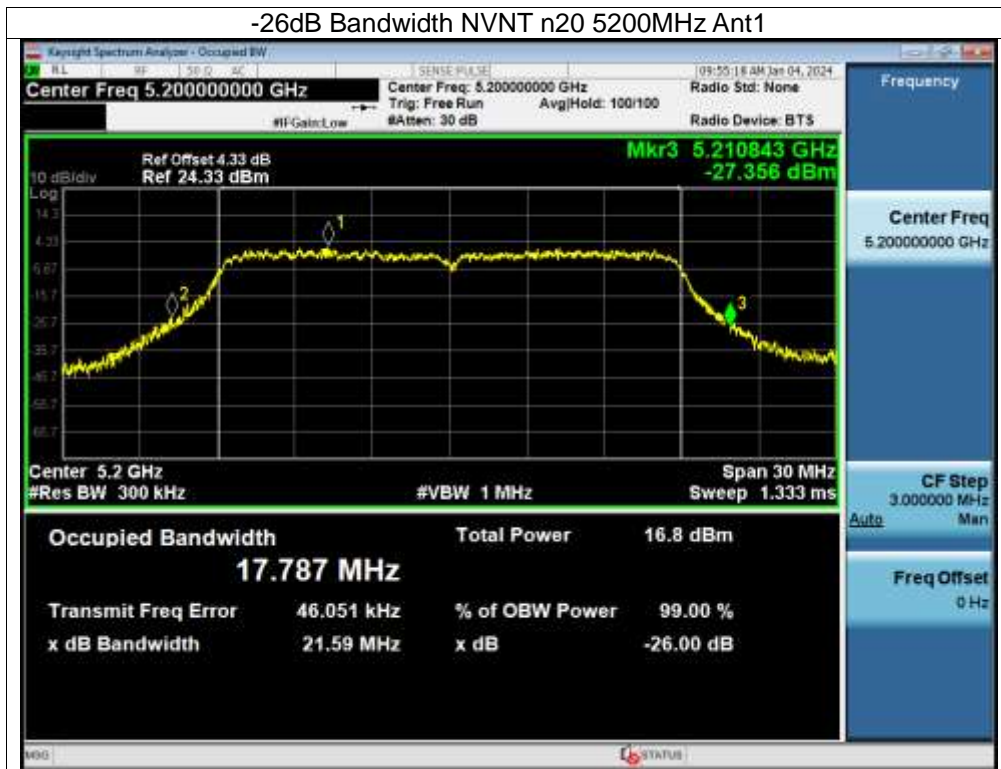 -26dB Bandwidth NVNT n20 5200MHz Ant1
Keysight Spectrum Analyzer - Occupied BW
RL RF 50 Ω AC SENSE:PULSE 09:55:18 AM Jan 04, 2024
Center Freq 5.200000000 GHz
Center Freq: 5.200000000 GHz
Radio Std: None
Trig: Free Run Avg|Hold: 100/100
#IFGain:Low #Atten: 30 dB Radio Device: BTS
Frequency
Ref Offset 4.33 dB
10 dB/div Ref 24.33 dBm
Mkr3 5.210843 GHz
-27.356 dBm
Log
14.3
4.33
-5.67
-15.7
-25.7
-35.7
-45.7
-55.7
-65.7
1
2
3
Center 5.2 GHz Span 30 MHz
#Res BW 300 kHz #VBW 1 MHz Sweep 1.333 ms
Occupied Bandwidth
17.787 MHz
Total Power 16.8 dBm
Transmit Freq Error 46.051 kHz % of OBW Power 99.00 %
x dB Bandwidth 21.59 MHz x dB -26.00 dB
Center Freq
5.200000000 GHz
CF Step
3.000000 MHz
Auto Man
Freq Offset
0 Hz
MSG STATUS